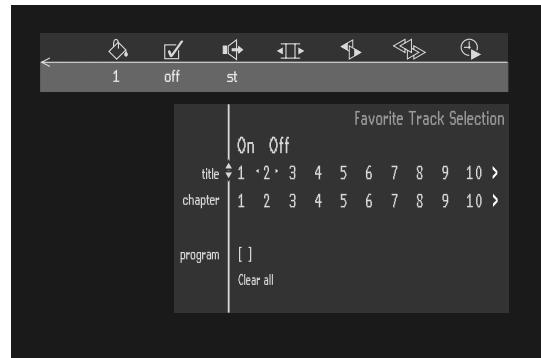 1 off st
Favorite Track Selection
On Off
title 1 2 3 4 5 6 7 8 9 10 >
chapter 1 2 3 4 5 6 7 8 9 10 >
program [ ]
Clear all